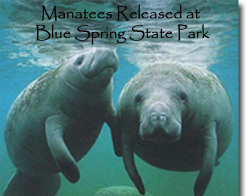 Manatees Released at
Blue Spring State Park